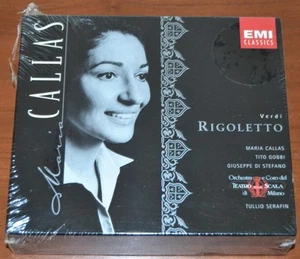 Maria
CALLAS
EMI
CLASSICS
Verdi
RIGOLETTO
MARIA CALLAS
TITO GOBBI
GIUSEPPE DI STEFANO
Orchestra e Coro del
TEATRO ALLA SCALA
di Milano
TULLIO SERAFIN